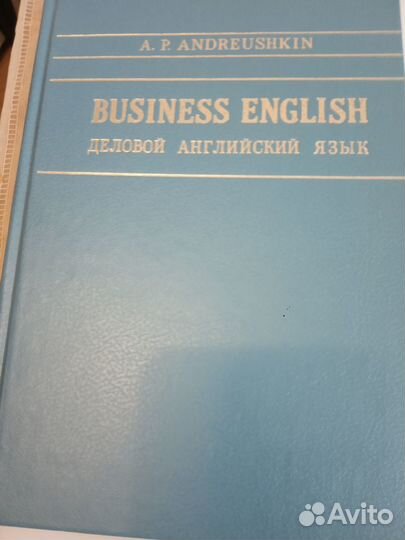 A. P. ANDREUSHKIN
BUSINESS ENGLISH
ДЕЛОВОЙ АНГЛИЙСКИЙ ЯЗЫК
Avito